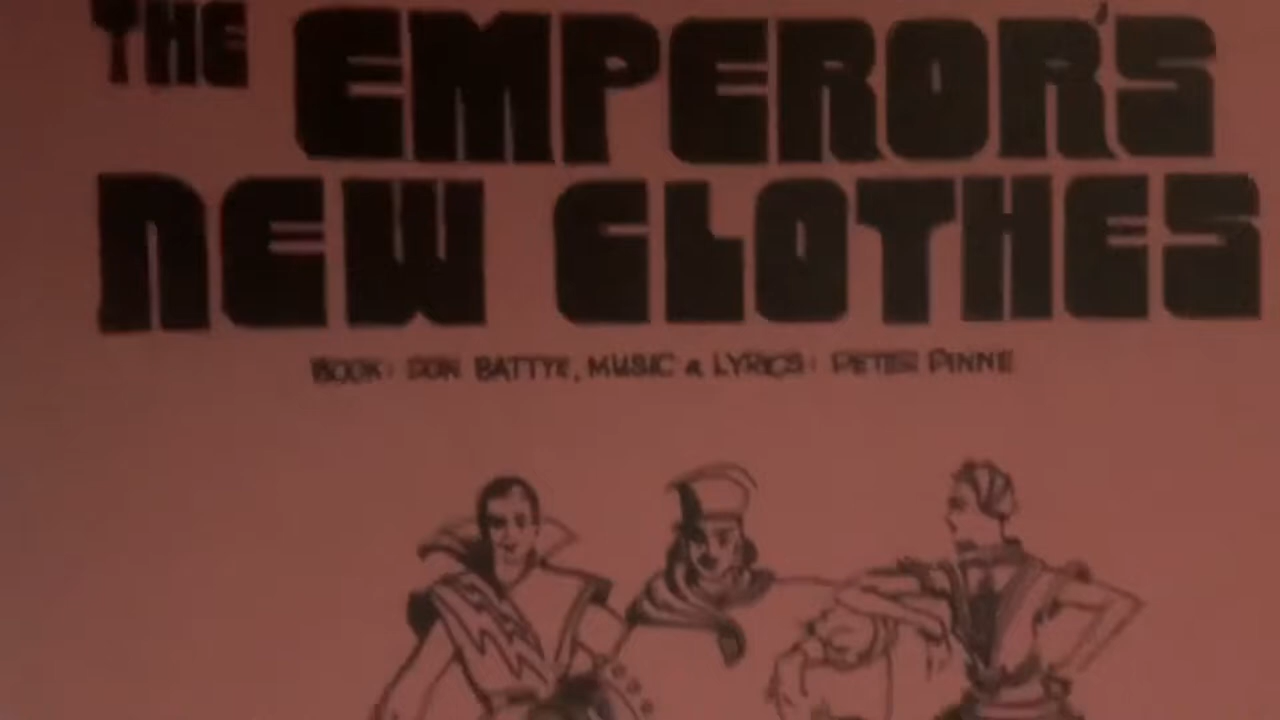 THE EMPEROR'S
NEW CLOTHES
BOOK: DON BATTYE, MUSIC & LYRICS: PETER PINNE